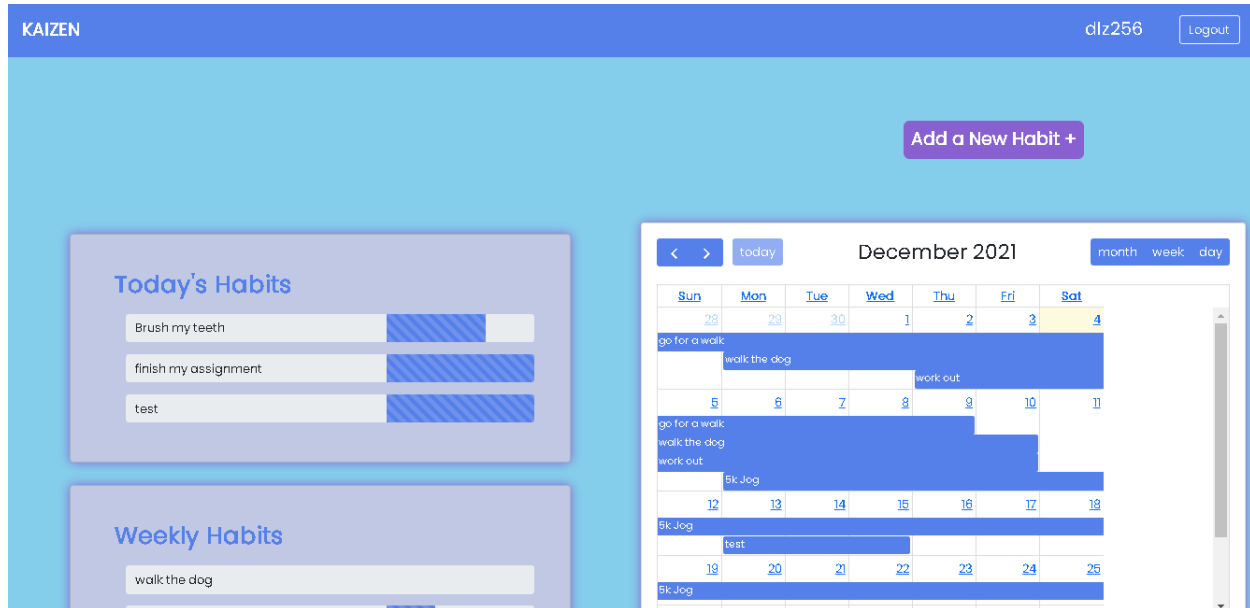 KAIZEN dlz256 Logout
Add a New Habit +
Today's Habits
Brush my teeth
finish my assignment
test
Weekly Habits
walk the dog
< > today December 2021 month week day
Sun Mon Tue Wed Thu Fri Sat
28 29 30 1 2 3 4
go for a walk
walk the dog
work out
5 6 7 8 9 10 11
go for a walk
walk the dog
work out
5k Jog
12 13 14 15 16 17 18
5k Jog
test
19 20 21 22 23 24 25
5k Jog